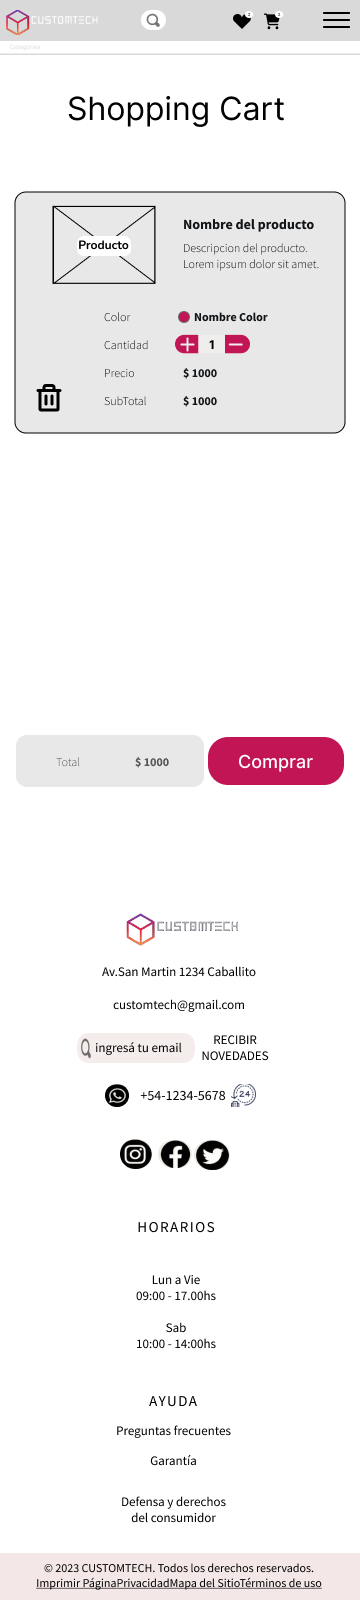 CUSTOMTECH
Categorias
Shopping Cart
Producto
Nombre del producto
Descripcion del producto.
Lorem ipsum dolor sit amet.
Color
Nombre Color
Cantidad
1
Precio
$ 1000
SubTotal
$ 1000
Total
$ 1000
Comprar
CUSTOMTECH
Av.San Martin 1234 Caballito
customtech@gmail.com
ingresá tu email
RECIBIR
NOVEDADES
+54-1234-5678
24
HORARIOS
Lun a Vie
09:00 - 17.00hs
Sab
10:00 - 14:00hs
AYUDA
Preguntas frecuentes
Garantía
Defensa y derechos
del consumidor
© 2023 CUSTOMTECH. Todos los derechos reservados.
Imprimir PáginaPrivacidadMapa del SitioTérminos de uso